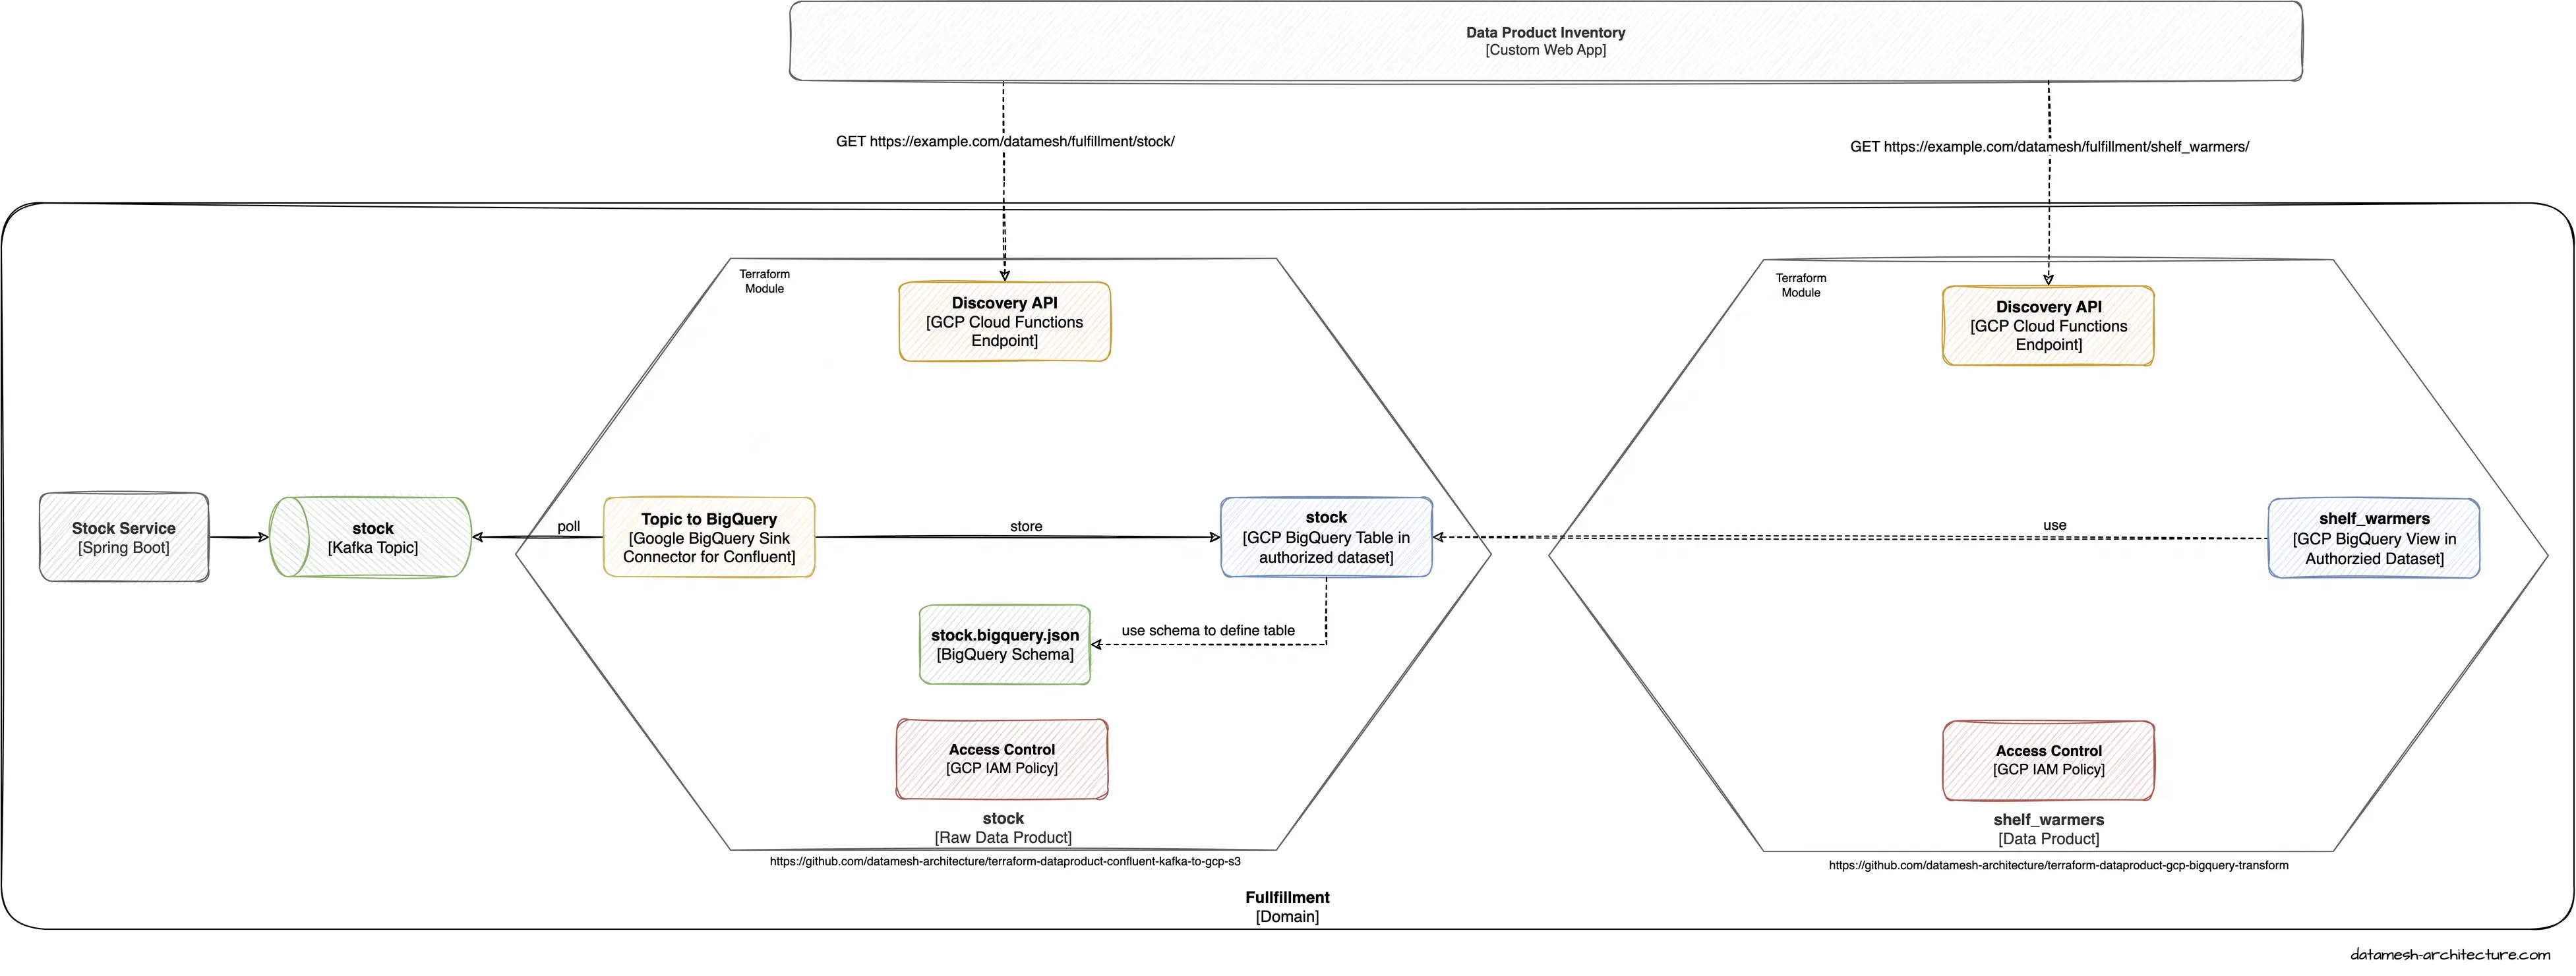 Data Product Inventory
[Custom Web App]
GET https://example.com/datamesh/fulfillment/stock/
GET https://example.com/datamesh/fulfillment/shelf_warmers/
Terraform
Module
Discovery API
[GCP Cloud Functions
Endpoint]
Terraform
Module
Discovery API
[GCP Cloud Functions
Endpoint]
Stock Service
[Spring Boot]
stock
[Kafka Topic]
poll
Topic to BigQuery
[Google BigQuery Sink
Connector for Confluent]
store
stock
[GCP BigQuery Table in
authorized dataset]
use
shelf_warmers
[GCP BigQuery View in
Authorzied Dataset]
stock.bigquery.json
[BigQuery Schema]
use schema to define table
Access Control
[GCP IAM Policy]
stock
[Raw Data Product]
https://github.com/datamesh-architecture/terraform-dataproduct-confluent-kafka-to-gcp-s3
Access Control
[GCP IAM Policy]
shelf_warmers
[Data Product]
https://github.com/datamesh-architecture/terraform-dataproduct-gcp-bigquery-transform
Fullfillment
[Domain]
datamesh-architecture.com